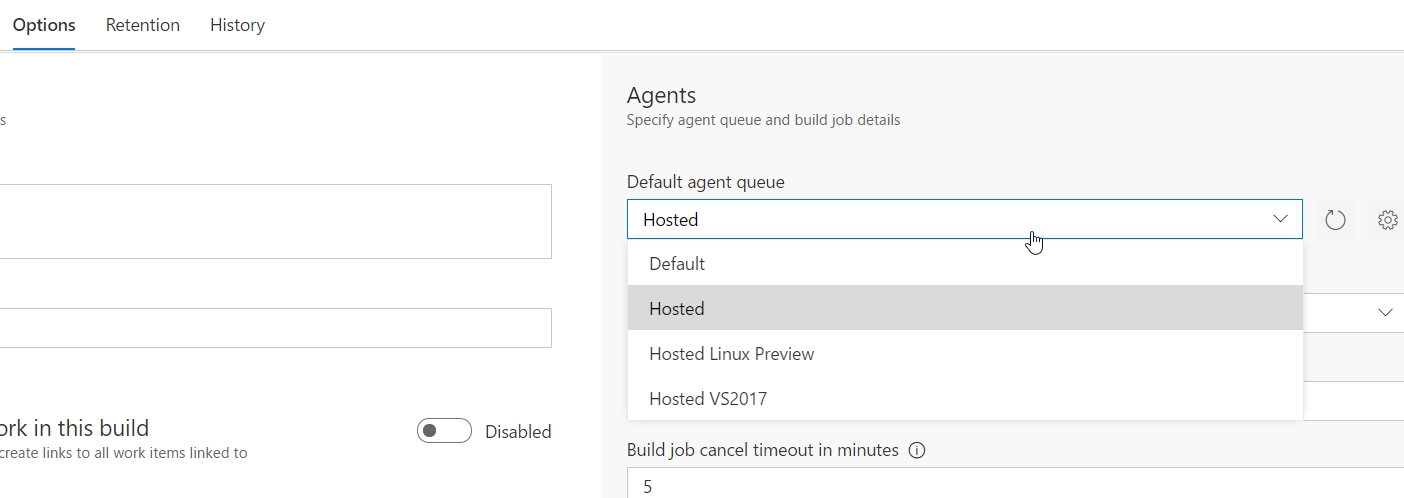 Options Retention History
s
Agents
Specify agent queue and build job details
Default agent queue
Hosted
Default
Hosted
Hosted Linux Preview
Hosted VS2017
ork in this build
Disabled
create links to all work items linked to
Build job cancel timeout in minutes
5